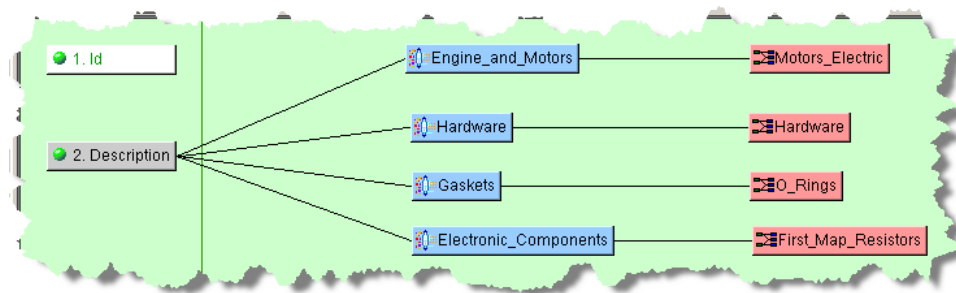 1. Id
Engine_and_Motors
Motors_Electric
Hardware
Hardware
2. Description
Gaskets
O_Rings
Electronic_Components
First_Map_Resistors